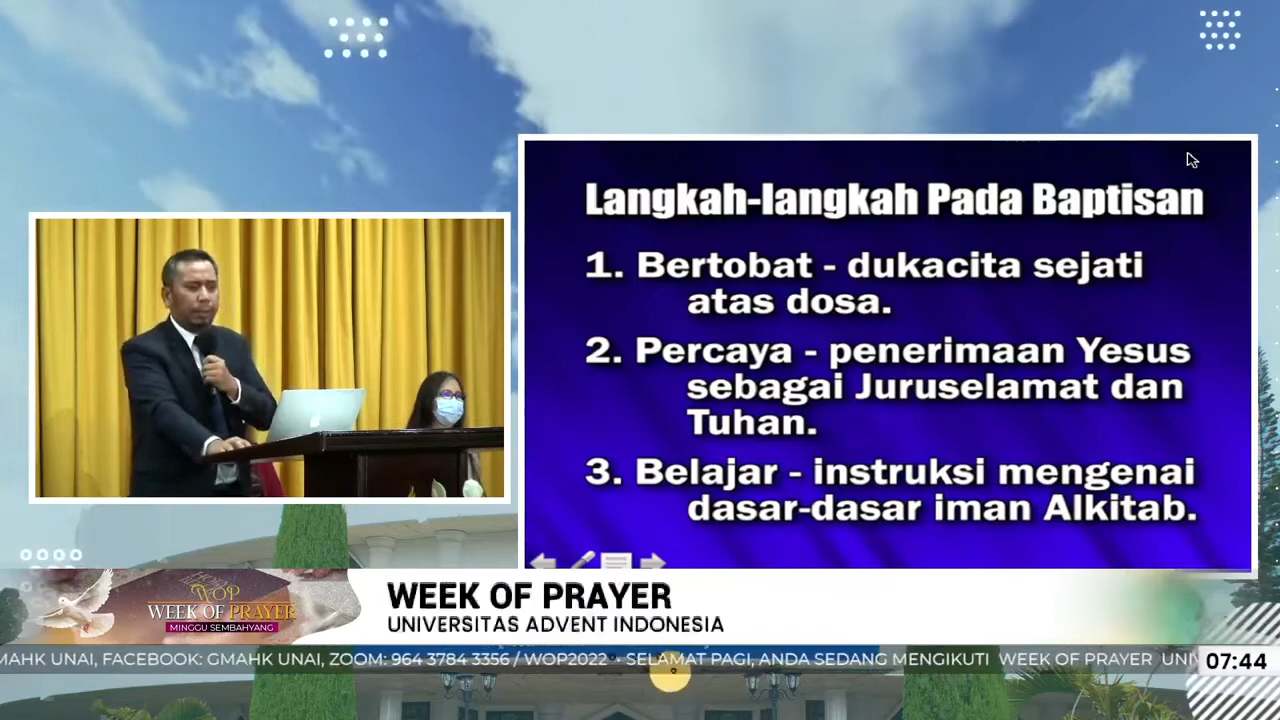 Langkah-langkah Pada Baptisan
1. Bertobat - dukacita sejati
atas dosa.
2. Percaya - penerimaan Yesus
sebagai Juruselamat dan
Tuhan.
3. Belajar - instruksi mengenai
dasar-dasar iman Alkitab.
WOP
WEEK OF PRAYER
MINGGU SEMBAHYANG
WEEK OF PRAYER
UNIVERSITAS ADVENT INDONESIA
MAHK UNAI, FACEBOOK: GMAHK UNAI, ZOOM: 964 3784 3356 / WOP2022 • SELAMAT PAGI, ANDA SEDANG MENGIKUTI WEEK OF PRAYER UNI
07:44